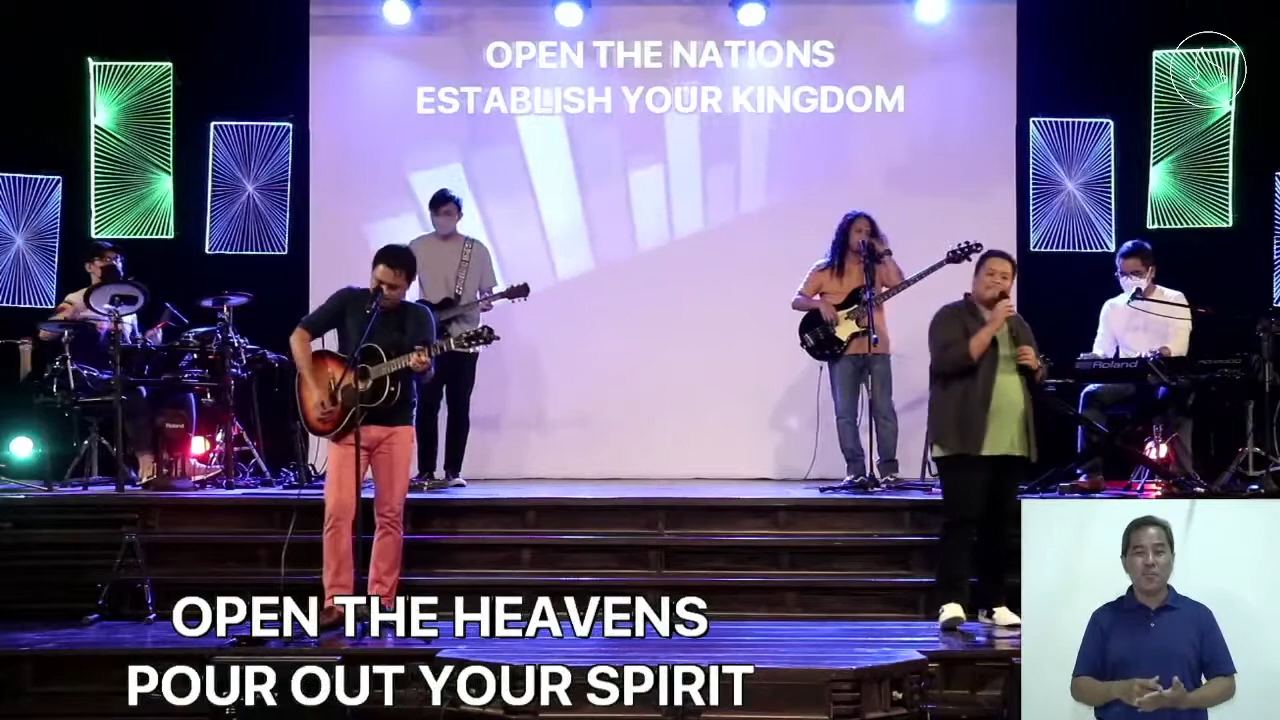 OPEN THE NATIONS
ESTABLISH YOUR KINGDOM
Roland
Roland
OPEN THE HEAVENS
POUR OUT YOUR SPIRIT